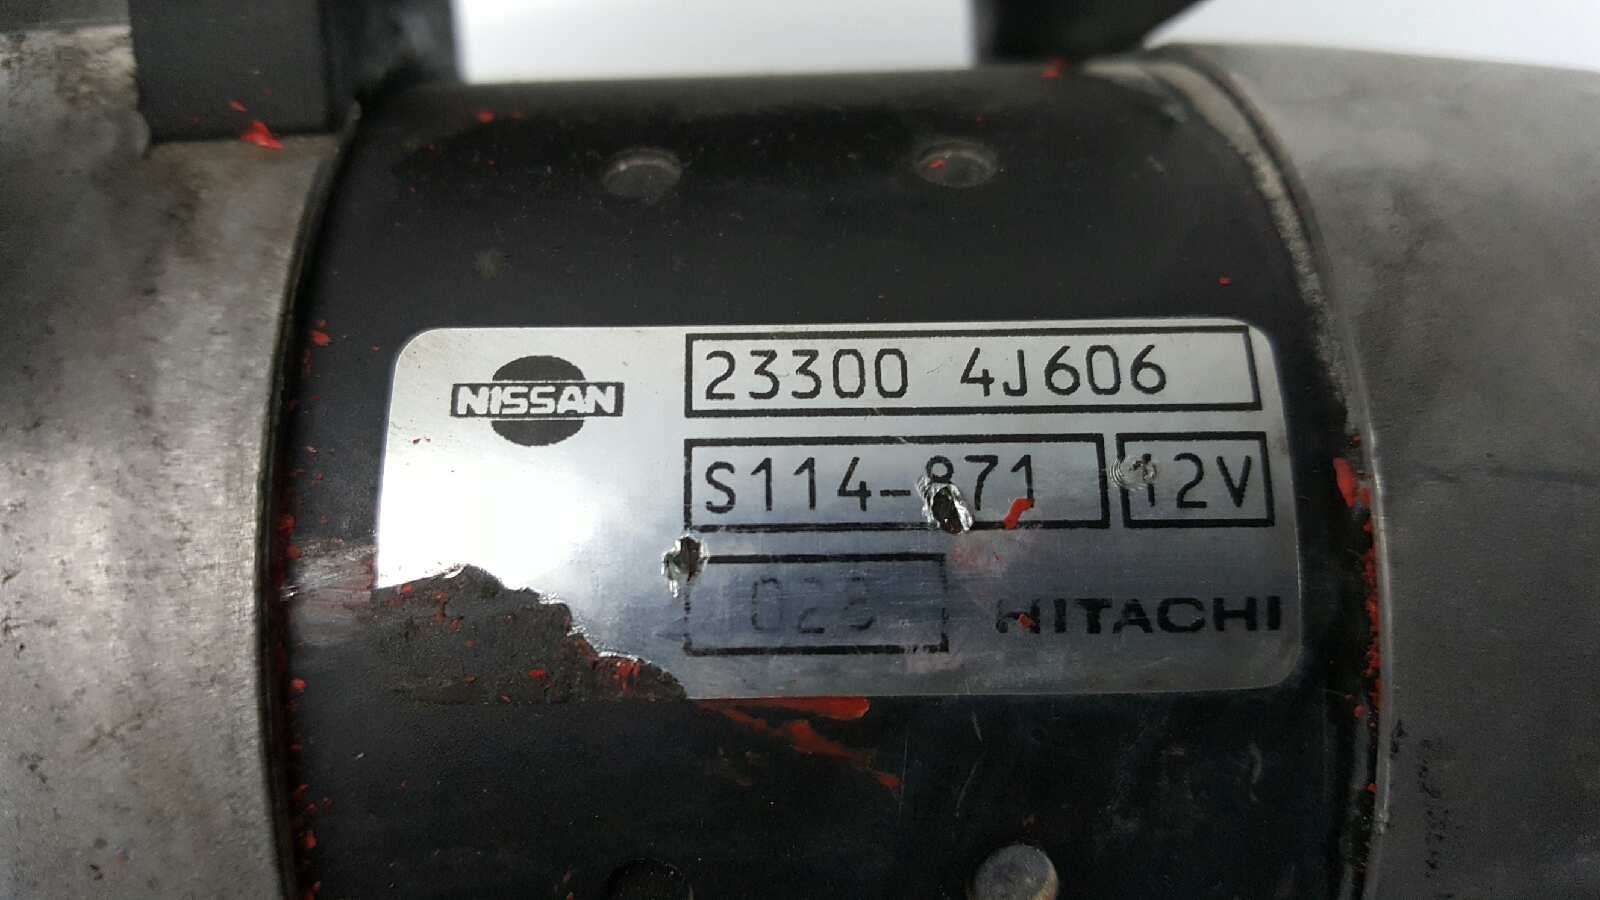 NISSAN
23300 4J606
S114-871
12V
HITACHI